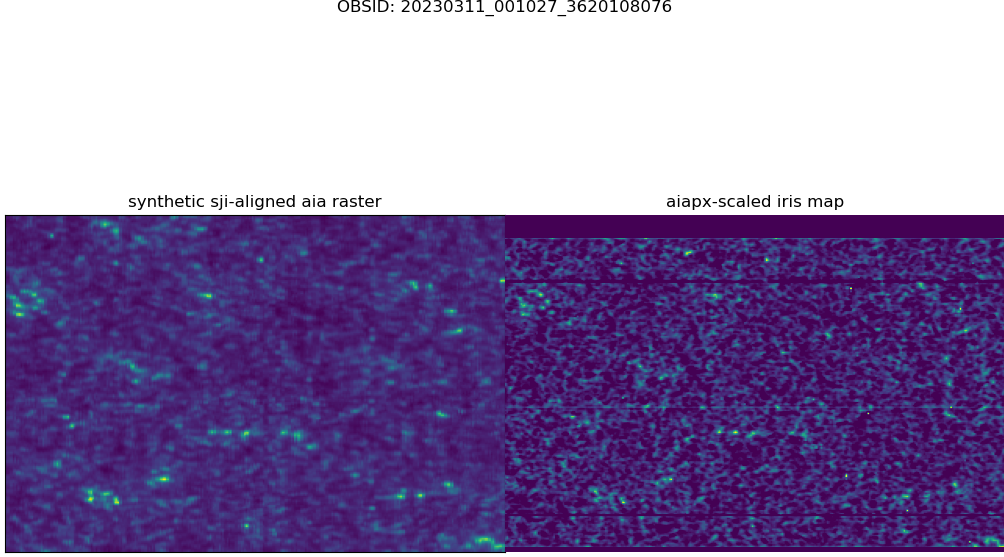 OBSID: 20230311_001027_3620108076
synthetic sji-aligned aia raster
aiapx-scaled iris map